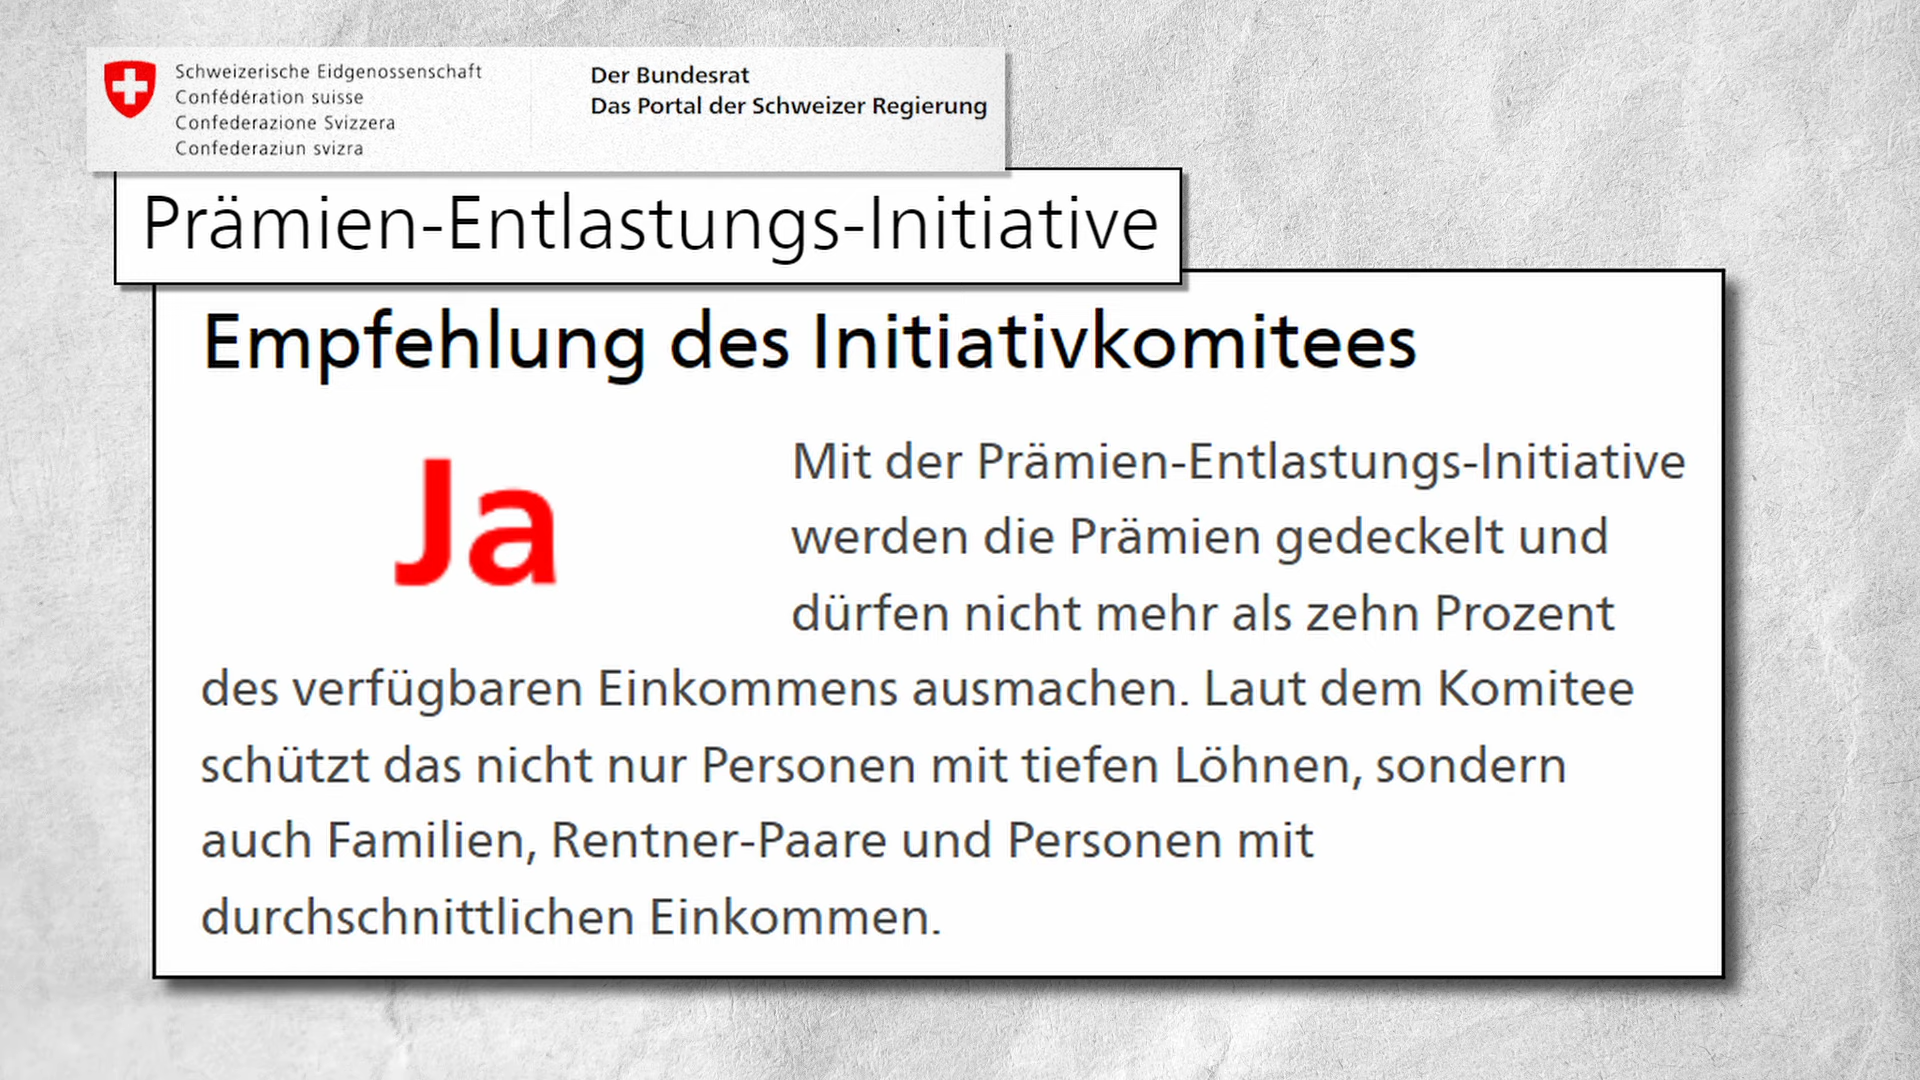 Schweizerische Eidgenossenschaft
Confédération suisse
Confederazione Svizzera
Confederaziun svizra
Der Bundesrat
Das Portal der Schweizer Regierung
Prämien-Entlastungs-Initiative
Empfehlung des Initiativkomitees
Ja
Mit der Prämien-Entlastungs-Initiative
werden die Prämien gedeckelt und
dürfen nicht mehr als zehn Prozent
des verfügbaren Einkommens ausmachen. Laut dem Komitee
schützt das nicht nur Personen mit tiefen Löhnen, sondern
auch Familien, Rentner-Paare und Personen mit
durchschnittlichen Einkommen.